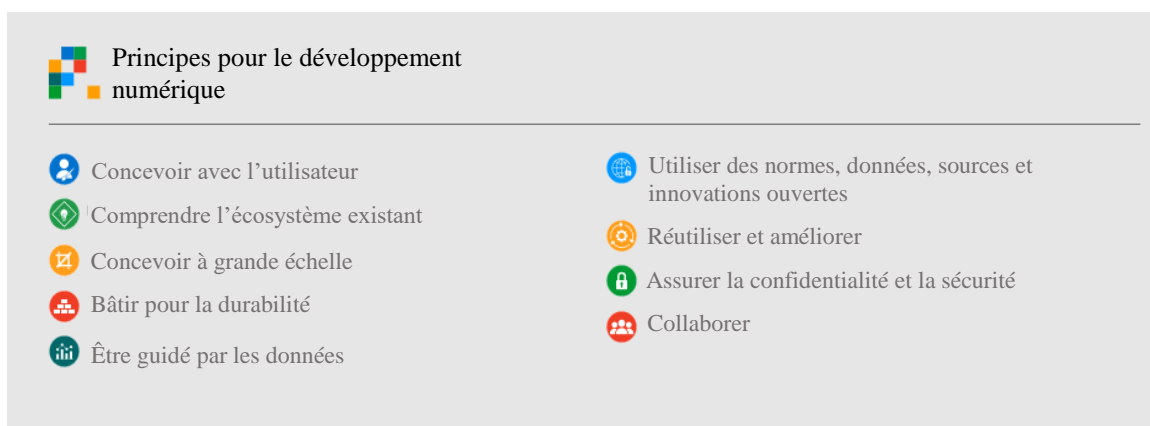 Principes pour le développement
numérique
Concevoir avec l’utilisateur
Comprendre l’écosystème existant
Concevoir à grande échelle
Bâtir pour la durabilité
Être guidé par les données
Utiliser des normes, données, sources et
innovations ouvertes
Réutiliser et améliorer
Assurer la confidentialité et la sécurité
Collaborer